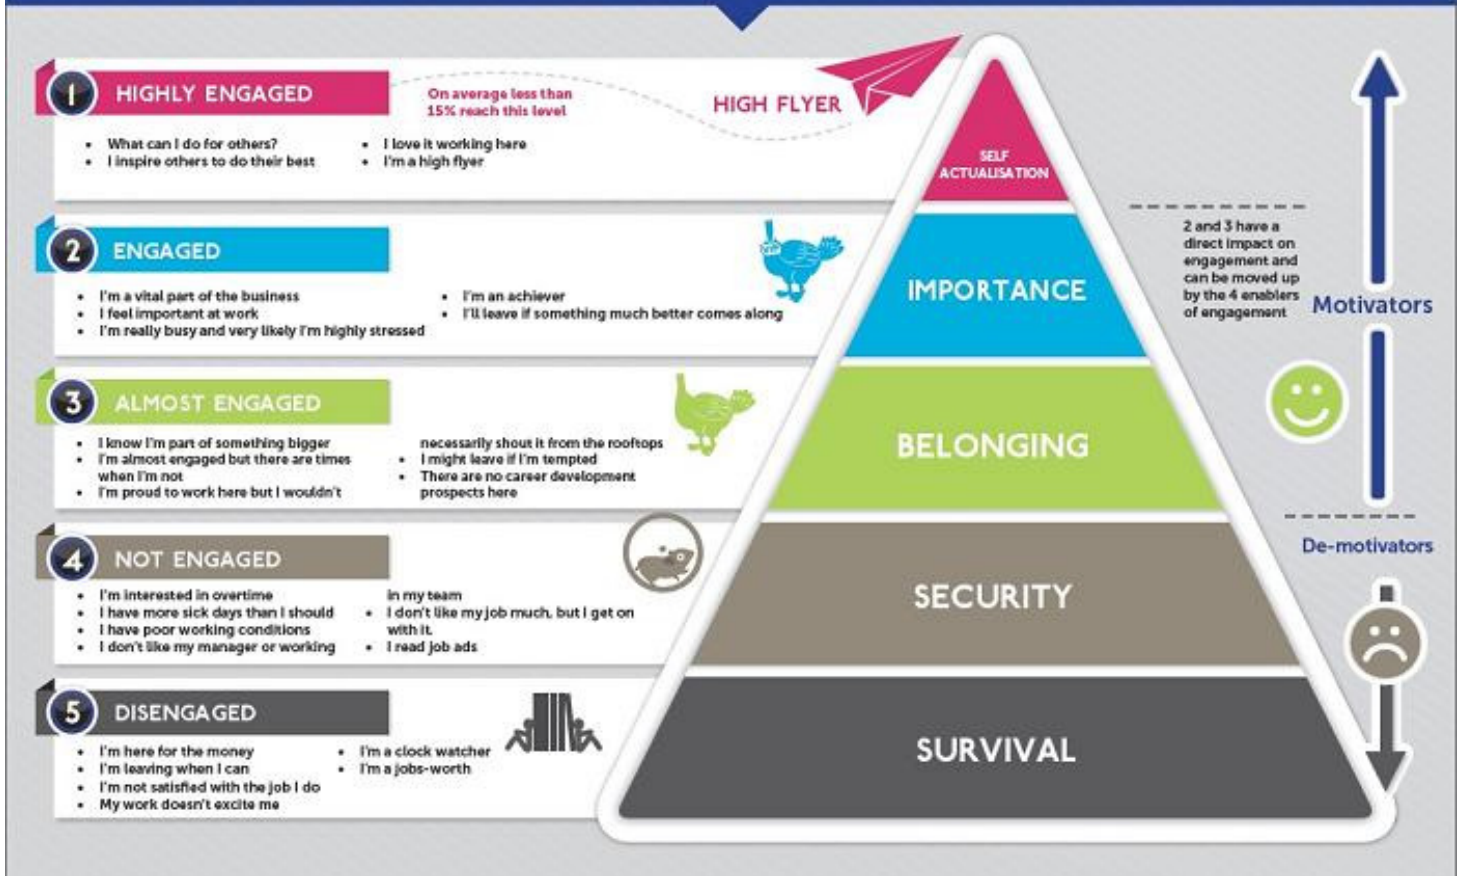 1 HIGHLY ENGAGED
On average less than
15% reach this level
HIGH FLYER
• What can I do for others?
• I inspire others to do their best
• I love it working here
• I'm a high flyer
SELF
ACTUALISATION
2 ENGAGED
• I'm a vital part of the business
• I feel important at work
• I'm really busy and very likely I'm highly stressed
• I'm an achiever
• I'll leave if something much better comes along
IMPORTANCE
2 and 3 have a
direct impact on
engagement and
can be moved up
by the 4 enablers
of engagement
Motivators
3 ALMOST ENGAGED
• I know I'm part of something bigger
• I'm almost engaged but there are times
when I'm not
• I'm proud to work here but I wouldn't
necessarily shout it from the rooftops
• I might leave if I'm tempted
• There are no career development
prospects here
BELONGING
De-motivators
4 NOT ENGAGED
• I'm interested in overtime
• I have more sick days than I should
• I have poor working conditions
• I don't like my manager or working
in my team
• I don't like my job much, but I get on
with it.
• I read job ads
SECURITY
5 DISENGAGED
• I'm here for the money
• I'm leaving when I can
• I'm not satisfied with the job I do
• My work doesn't excite me
• I'm a clock watcher
• I'm a jobs-worth
SURVIVAL